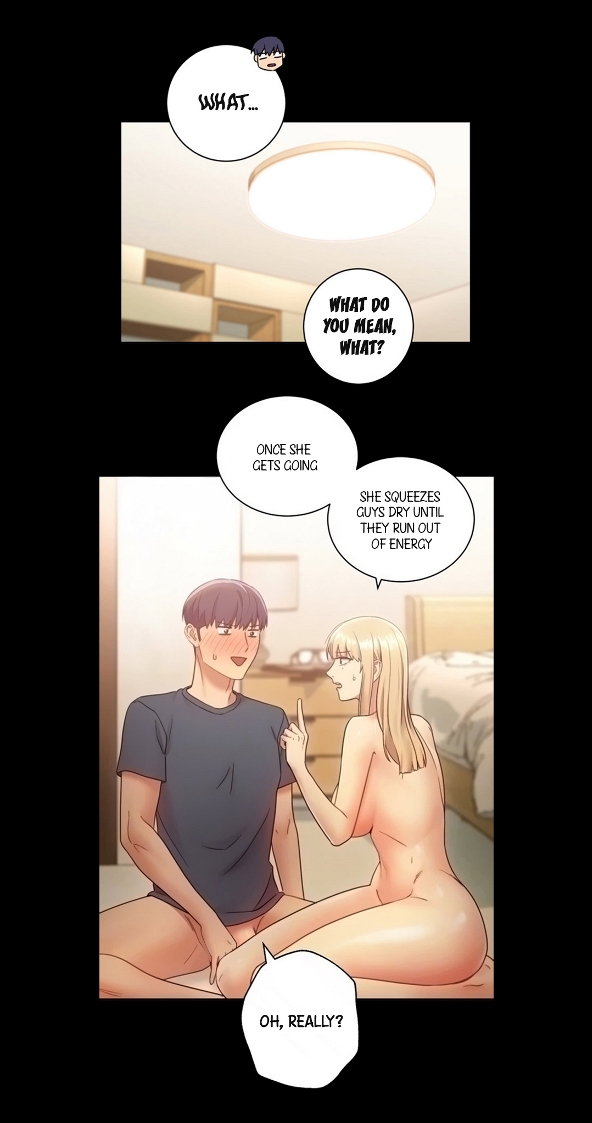 WHAT...
WHAT DO
YOU MEAN,
WHAT?
ONCE SHE
GETS GOING
SHE SQUEEZES
GUYS DRY UNTIL
THEY RUN OUT
OF ENERGY
OH, REALLY?